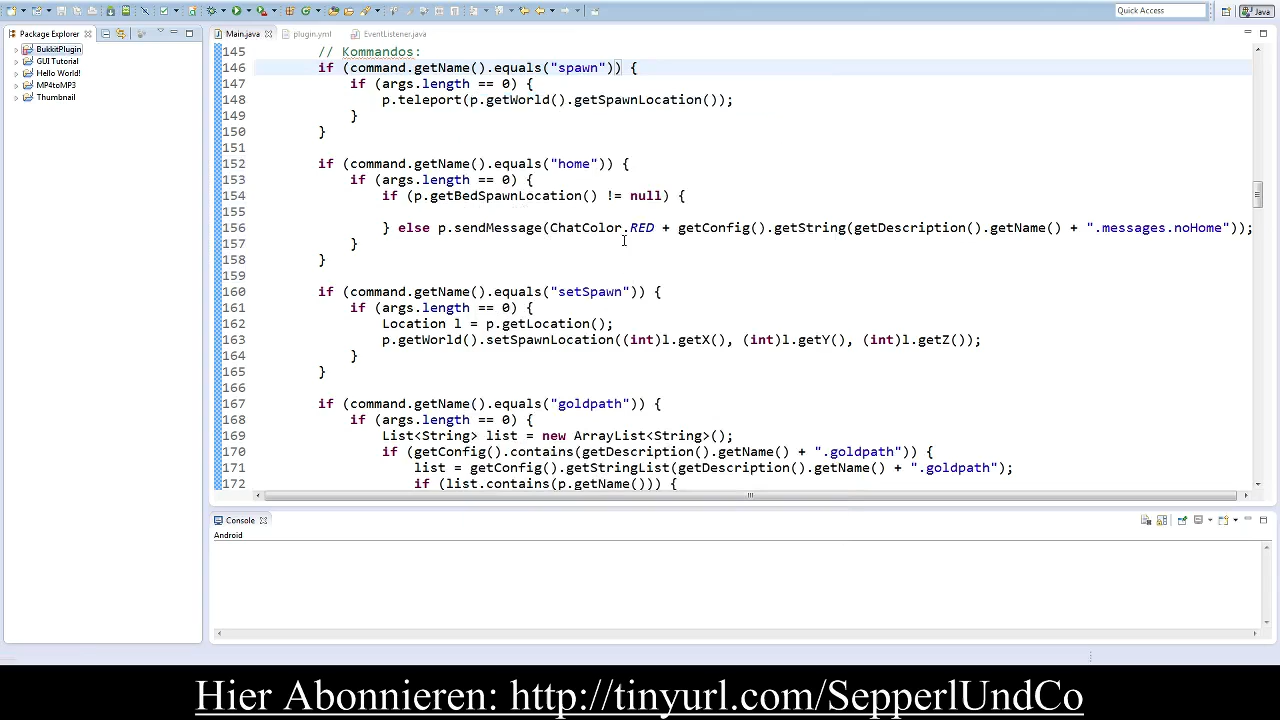 Quick Access
Java
Package Explorer
BukkitPlugin
GUI Tutorial
Hello World!
MP4toMP3
Thumbnail
Main.java
plugin.yml
EventListener.java
145 // Kommandos:
146 if (command.getName().equals("spawn")) {
147 if (args.length == 0) {
148 p.teleport(p.getWorld().getSpawnLocation());
149 }
150 }
151
152 if (command.getName().equals("home")) {
153 if (args.length == 0) {
154 if (p.getBedSpawnLocation() != null) {
155
156 } else p.sendMessage(ChatColor.RED + getConfig().getString(getDescription().getName() + ".messages.noHome"));
157 }
158 }
159
160 if (command.getName().equals("setSpawn")) {
161 if (args.length == 0) {
162 Location l = p.getLocation();
163 p.getWorld().setSpawnLocation((int)l.getX(), (int)l.getY(), (int)l.getZ());
164 }
165 }
166
167 if (command.getName().equals("goldpath")) {
168 if (args.length == 0) {
169 List<String> list = new ArrayList<String>();
170 if (getConfig().contains(getDescription().getName() + ".goldpath")) {
171 list = getConfig().getStringList(getDescription().getName() + ".goldpath");
172 if (list.contains(p.getName())) {
Console
Android
Hier Abonnieren: http://tinyurl.com/SepperlUndCo